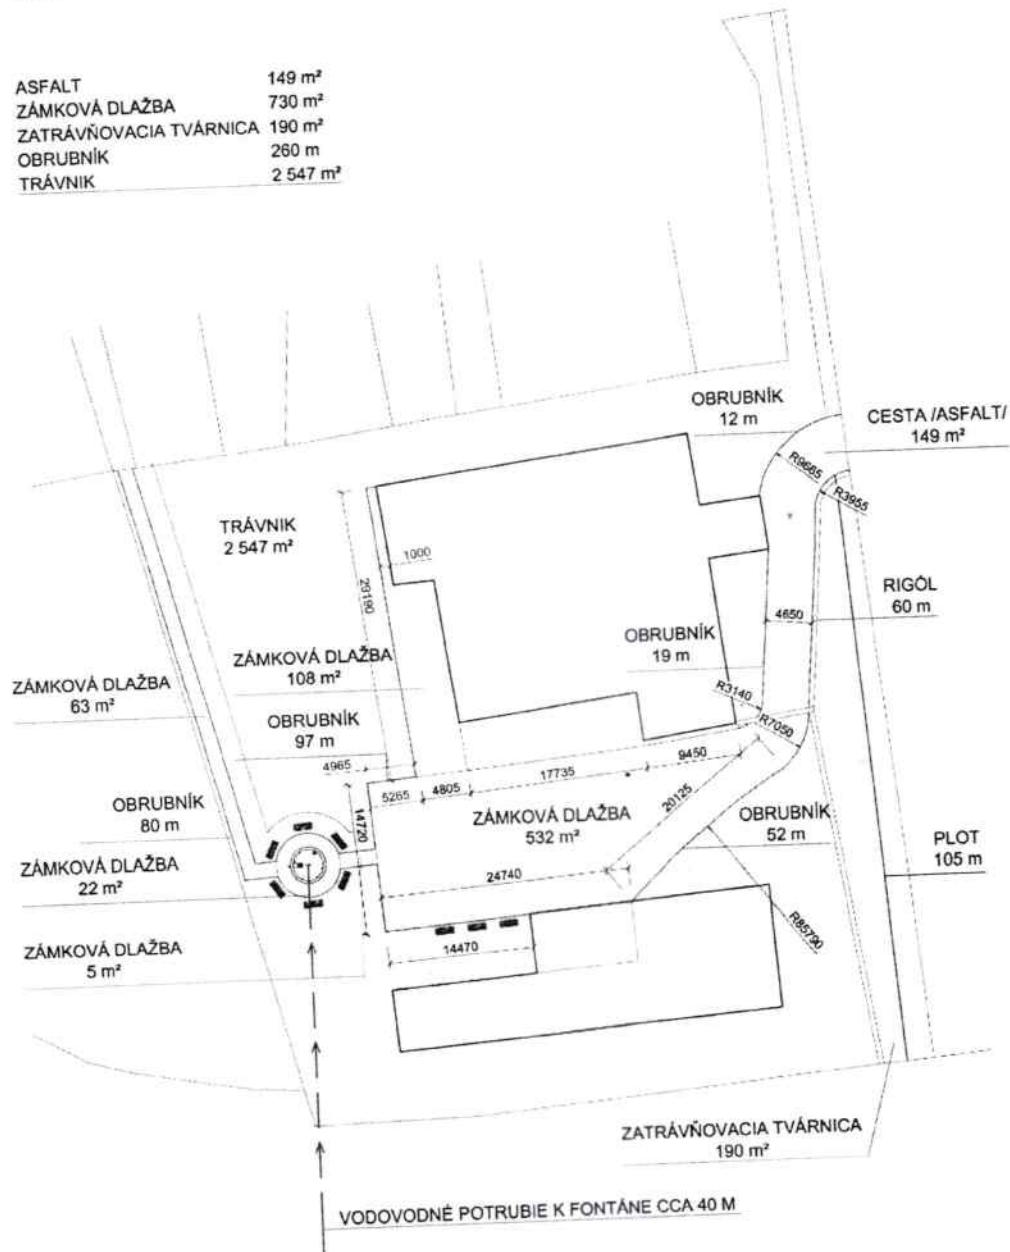 ASFALT 149 m²
ZÁMKOVÁ DLAŽBA 730 m²
ZATRÁVŇOVACIA TVÁRNICA 190 m²
OBRUBNÍK 260 m
TRÁVNIK 2 547 m²
OBRUBNÍK
12 m
CESTA /ASFALT/
149 m²
R9665
R3955
TRÁVNIK
2 547 m²
1000
29190
RIGÓL
60 m
4650
OBRUBNÍK
19 m
ZÁMKOVÁ DLAŽBA
108 m²
ZÁMKOVÁ DLAŽBA
63 m²
R3140
R7050
OBRUBNÍK
97 m
4965
5265
4805
17735
9450
14720
20125
OBRUBNÍK
80 m
ZÁMKOVÁ DLAŽBA
532 m²
OBRUBNÍK
52 m
PLOT
105 m
ZÁMKOVÁ DLAŽBA
22 m²
24740
R85790
ZÁMKOVÁ DLAŽBA
5 m²
14470
ZATRÁVŇOVACIA TVÁRNICA
190 m²
VODOVODNÉ POTRUBIE K FONTÁNE CCA 40 M